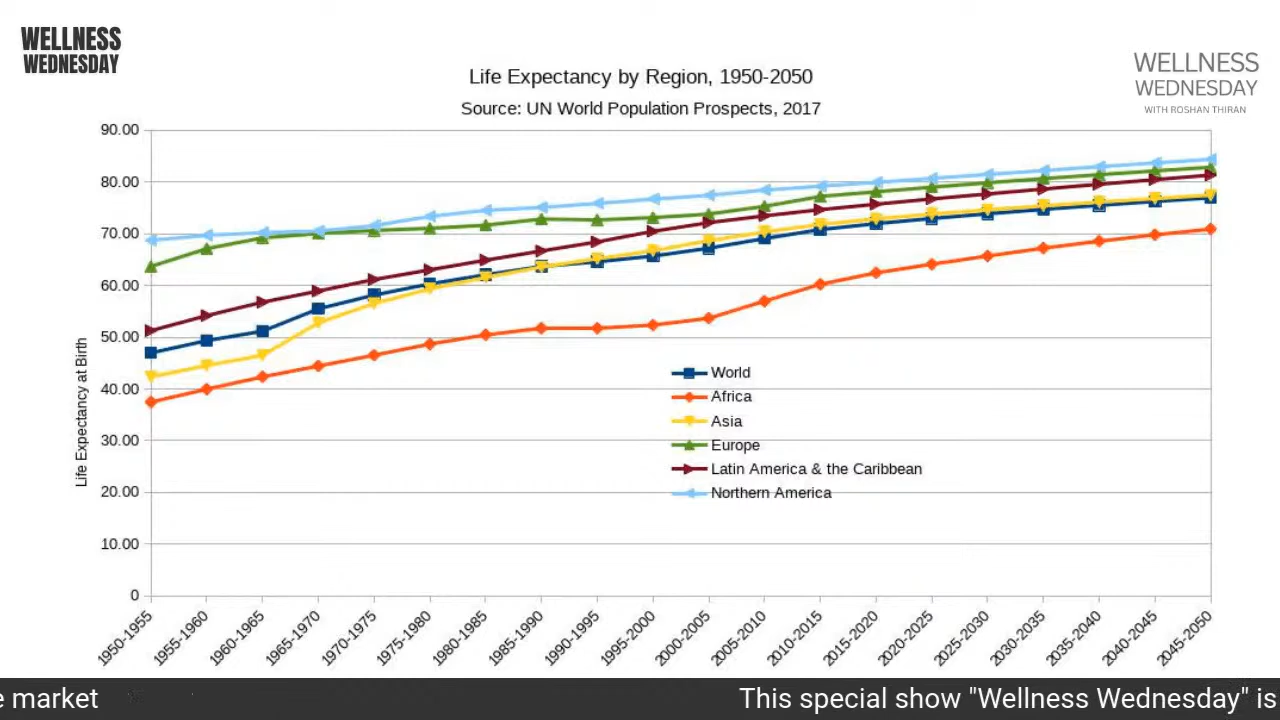 WELLNESS
WEDNESDAY
WELLNESS
WEDNESDAY
WITH ROSHAN THIRAN
Life Expectancy by Region, 1950-2050
Source: UN World Population Prospects, 2017
Life Expectancy at Birth
90.00
80.00
70.00
60.00
50.00
40.00
30.00
20.00
10.00
0
World
Africa
Asia
Europe
Latin America & the Caribbean
Northern America
1950-1955
1955-1960
1960-1965
1965-1970
1970-1975
1975-1980
1980-1985
1985-1990
1990-1995
1995-2000
2000-2005
2005-2010
2010-2015
2015-2020
2020-2025
2025-2030
2030-2035
2035-2040
2040-2045
2045-2050
e market This special show "Wellness Wednesday" is